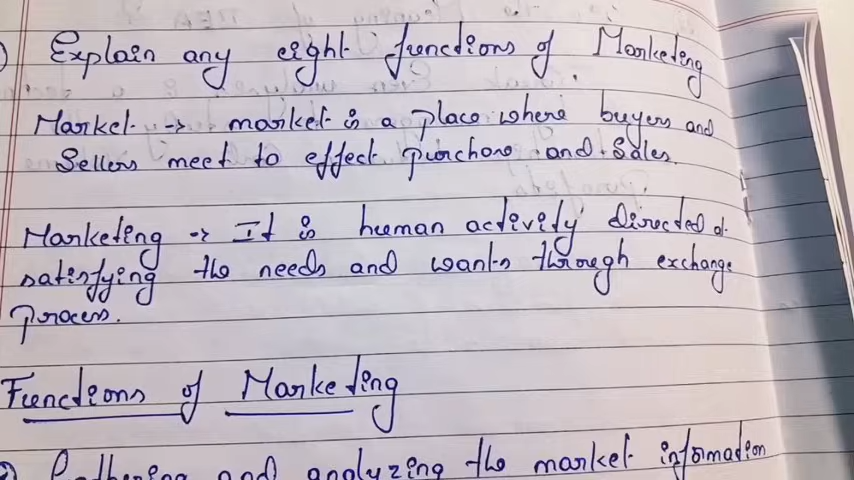 Explain any eight functions of Marketing.
Market -> market is a place where buyers and
Sellers meet to effect purchase and Sales.
Marketing -> It is human activity directed at
satisfying the needs and wants through exchange
process.
Functions of Marketing
Gathering and analyzing the market information